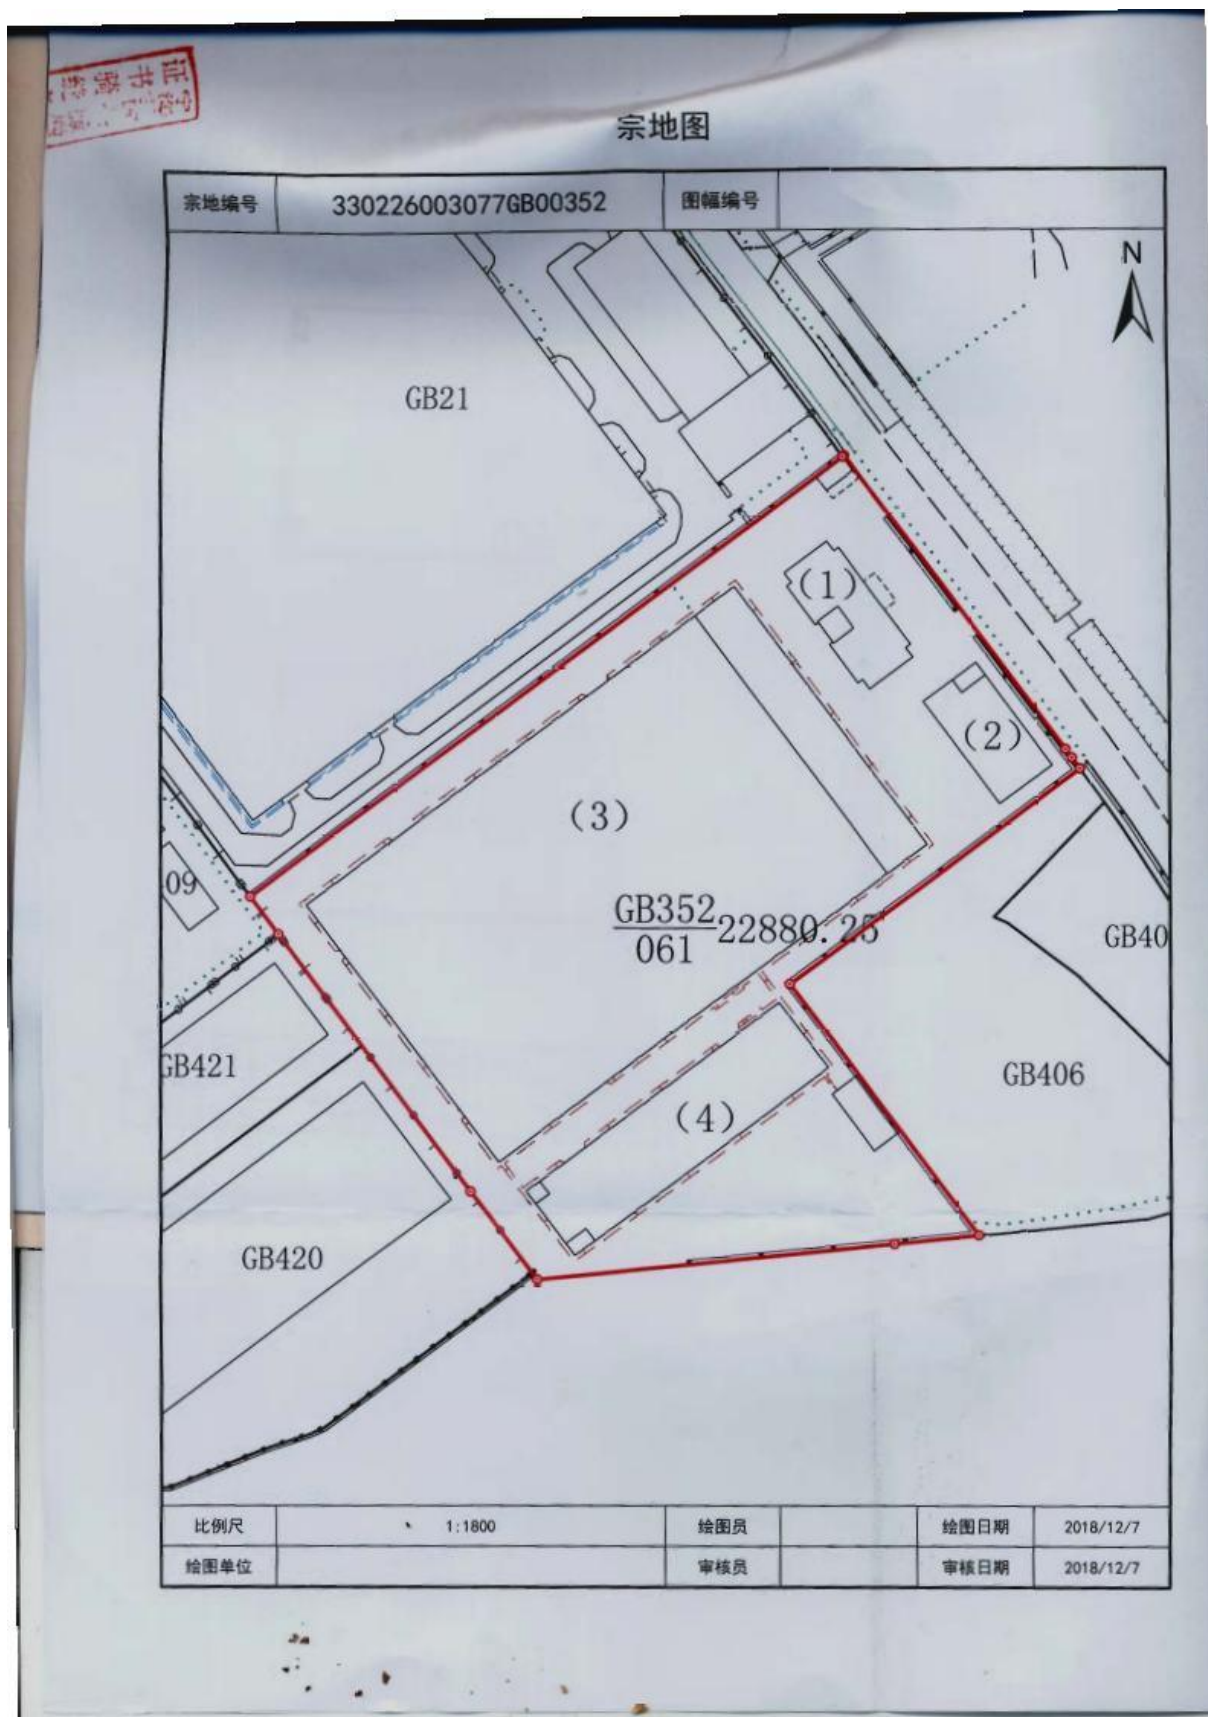 宗地图
宗地编号 330226003077GB00352 图幅编号
N
GB21
(1)
(2)
(3)
09
GB352
061
22880.25
GB40
GB421
GB406
(4)
GB420
比例尺 1:1800 绘图员 绘图日期 2018/12/7
绘图单位 审核员 审核日期 2018/12/7